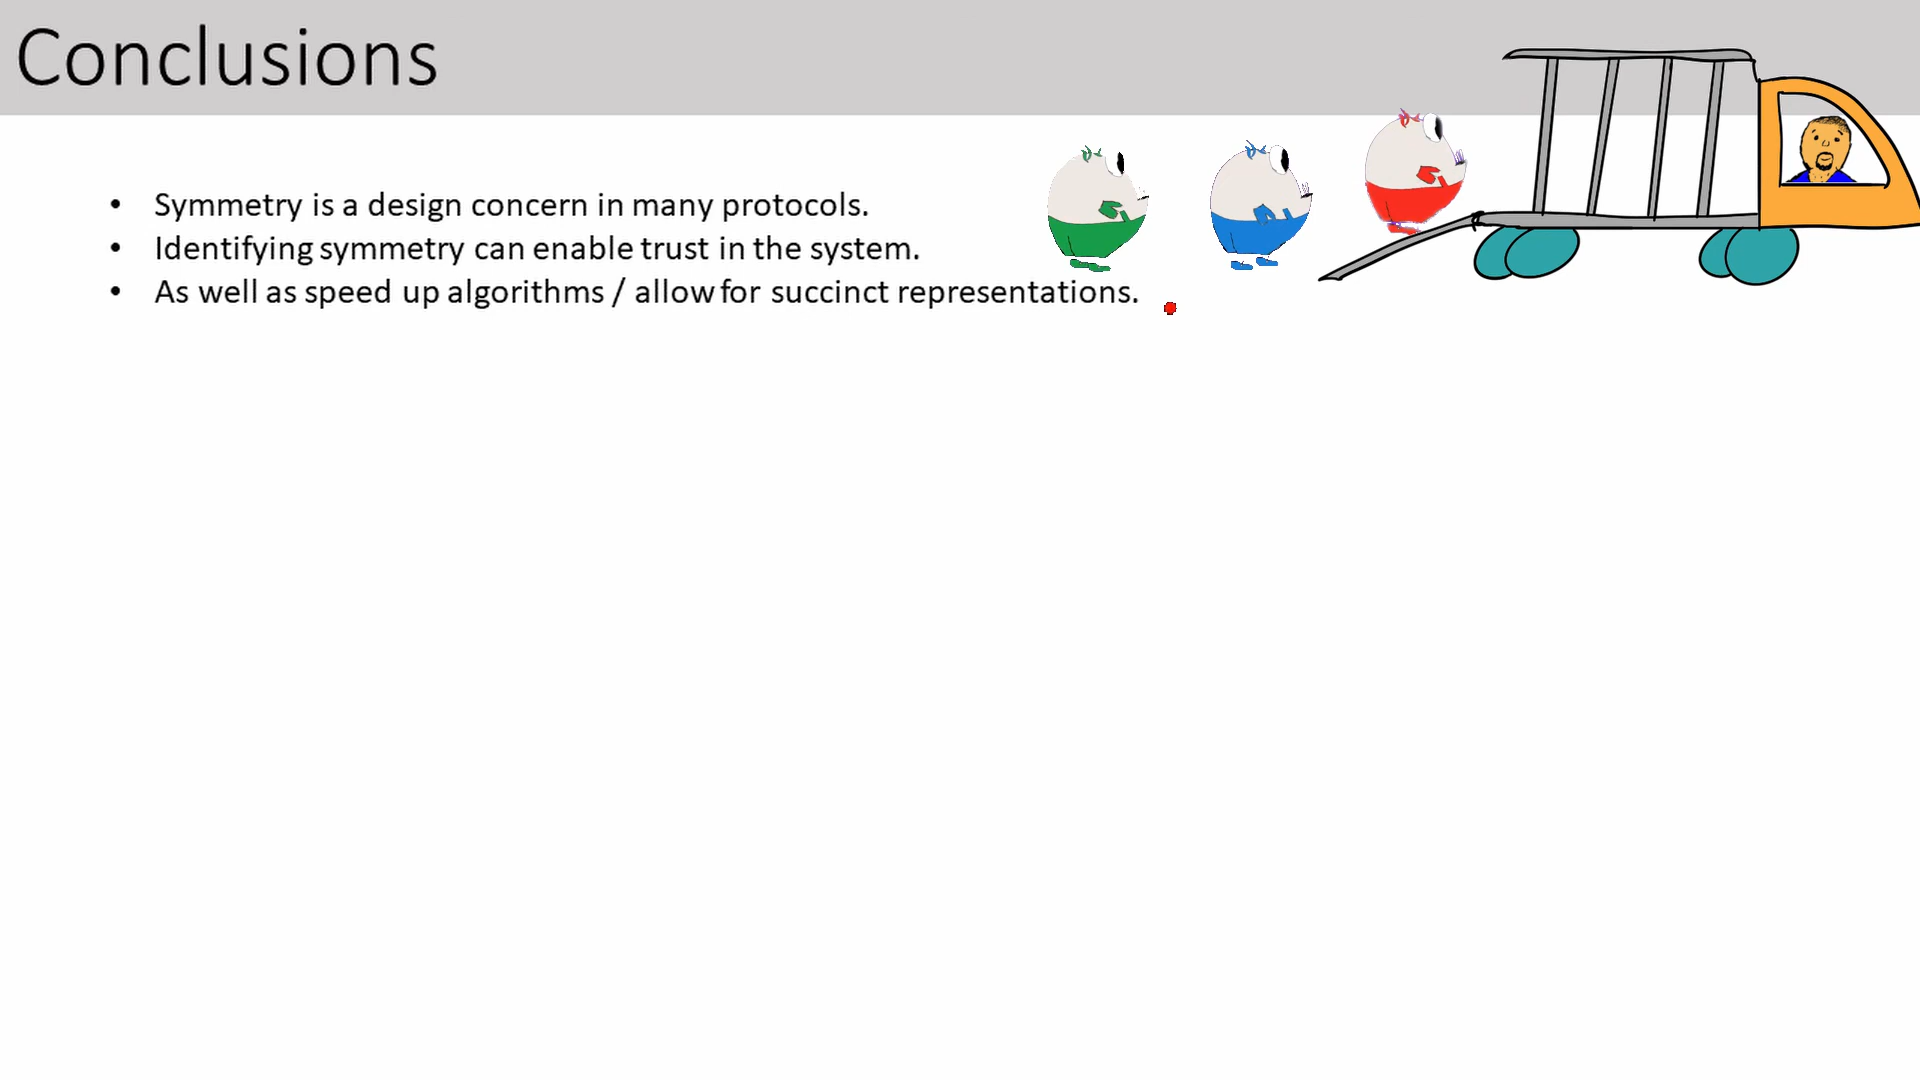 Conclusions
• Symmetry is a design concern in many protocols.
• Identifying symmetry can enable trust in the system.
• As well as speed up algorithms / allow for succinct representations.